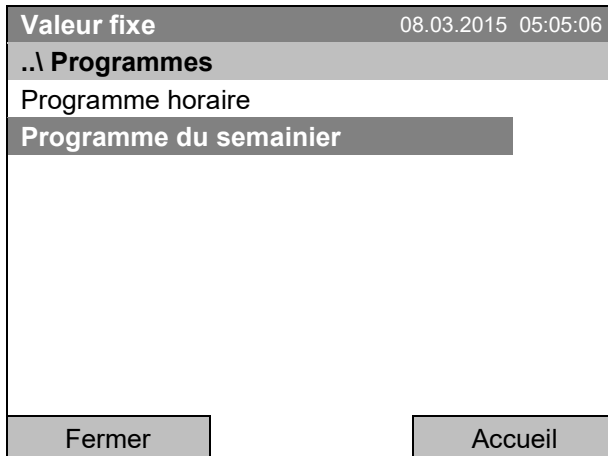 Valeur fixe 08.03.2015 05:05:06
..\ Programmes
Programme horaire
Programme du semainier
Fermer Accueil